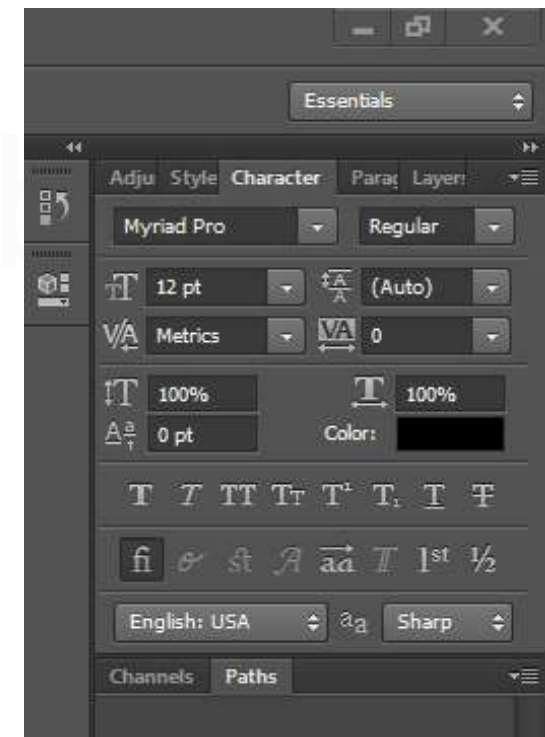 Essentials
Adju Style Character Parag Layers
Myriad Pro Regular
12 pt (Auto)
Metrics 0
100% 100%
0 pt Color:
T T TT Tт T¹ T₁ T T
fi st A aa T 1st ½
English: USA aa Sharp
Channels Paths